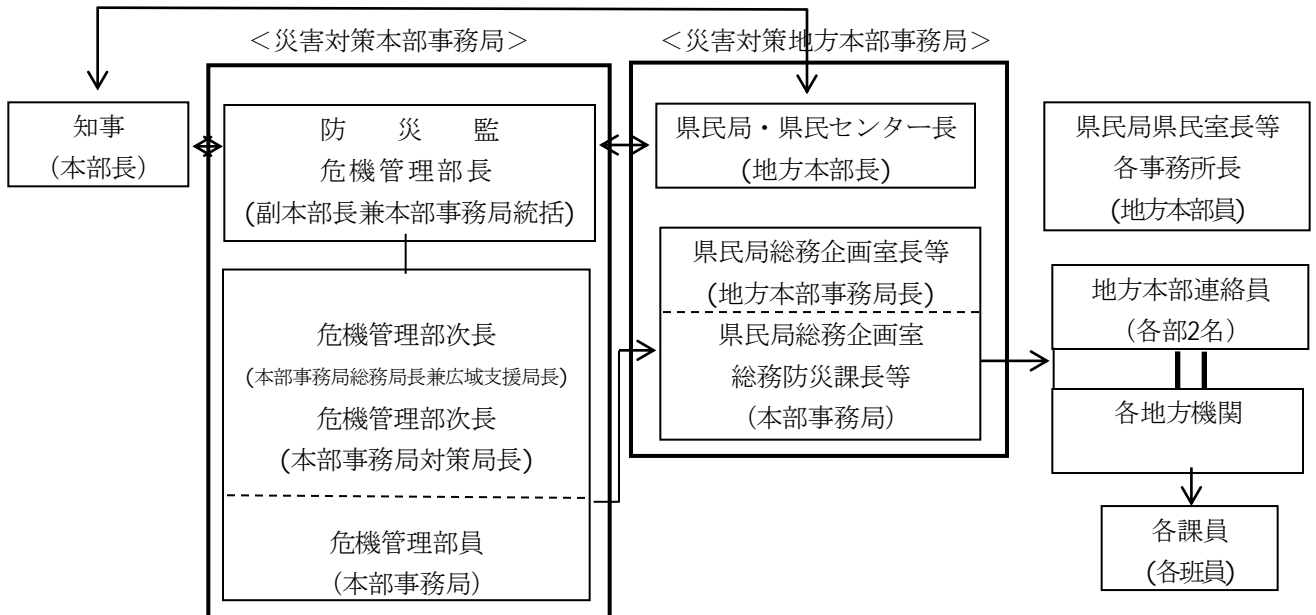 ＜災害対策本部事務局＞
＜災害対策地方本部事務局＞
知事
（本部長）
防　災　監
危機管理部長
(副本部長兼本部事務局統括)
危機管理部次長
(本部事務局総務局長兼広域支援局長)
危機管理部次長
(本部事務局対策局長)
危機管理部員
（本部事務局）
県民局・県民センター長
(地方本部長)
県民局総務企画室長等
(地方本部事務局長)
県民局総務企画室
総務防災課長等
（本部事務局）
県民局県民室長等
各事務所長
(地方本部員)
地方本部連絡員
（各部2名）
各地方機関
各課員
(各班員)